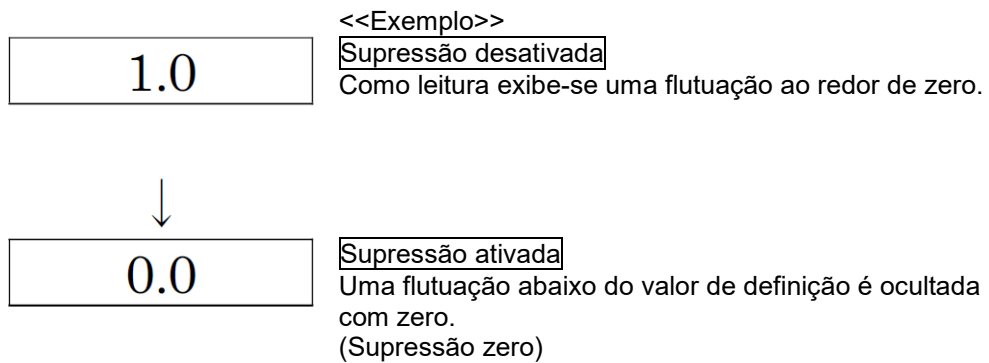 <<Exemplo>>
1.0
Supressão desativada
Como leitura exibe-se uma flutuação ao redor de zero.
↓
0.0
Supressão ativada
Uma flutuação abaixo do valor de definição é ocultada
com zero.
(Supressão zero)